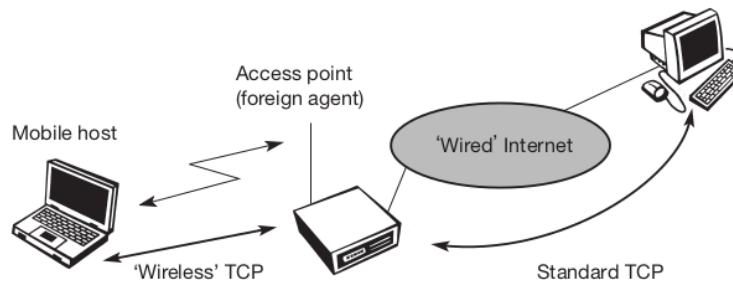 Access point
(foreign agent)
Mobile host
‘Wired’ Internet
‘Wireless’ TCP
Standard TCP